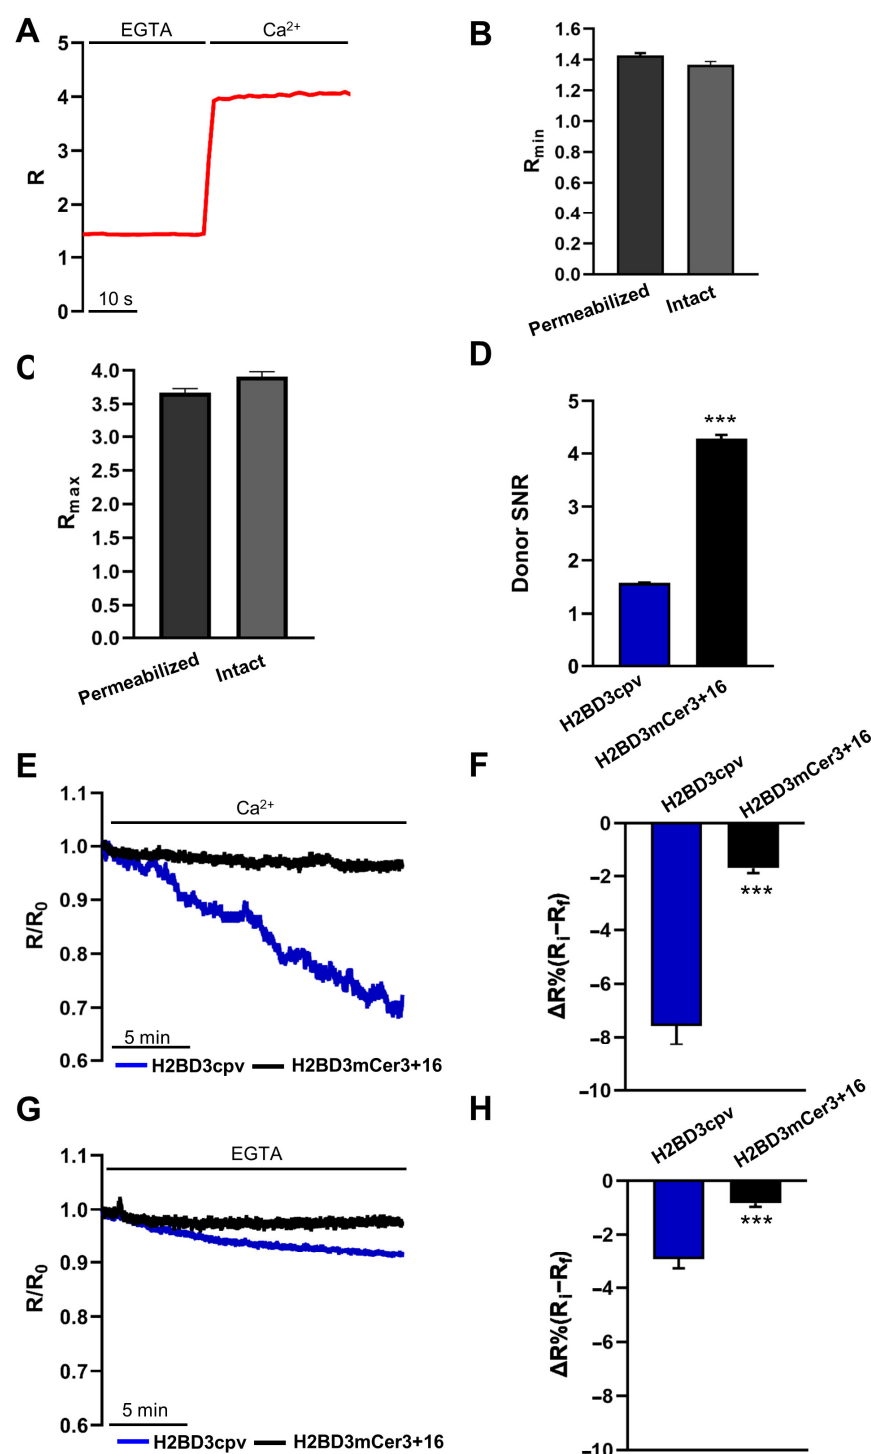 A
EGTA
Ca²⁺
5
4
3
2
1
0
R
10 s
B
1.6
1.4
1.2
1.0
0.8
0.6
0.4
0.2
0.0
Rmin
Permeabilized
Intact
C
4.0
3.5
3.0
2.5
2.0
1.5
1.0
0.5
0.0
Rmax
Permeabilized
Intact
D
5
4
3
2
1
0
Donor SNR
***
H2BD3cpv
H2BD3mCer3+16
E
1.1
1.0
0.9
0.8
0.7
0.6
R/R₀
Ca²⁺
5 min
H2BD3cpv
H2BD3mCer3+16
F
H2BD3cpv
H2BD3mCer3+16
0
−2
−4
−6
−8
−10
ΔR%(Ri−Rf)
***
G
1.1
1.0
0.9
0.8
0.7
0.6
R/R₀
EGTA
5 min
H2BD3cpv
H2BD3mCer3+16
H
H2BD3cpv
H2BD3mCer3+16
0
−2
−4
−6
−8
−10
ΔR%(Ri−Rf)
***